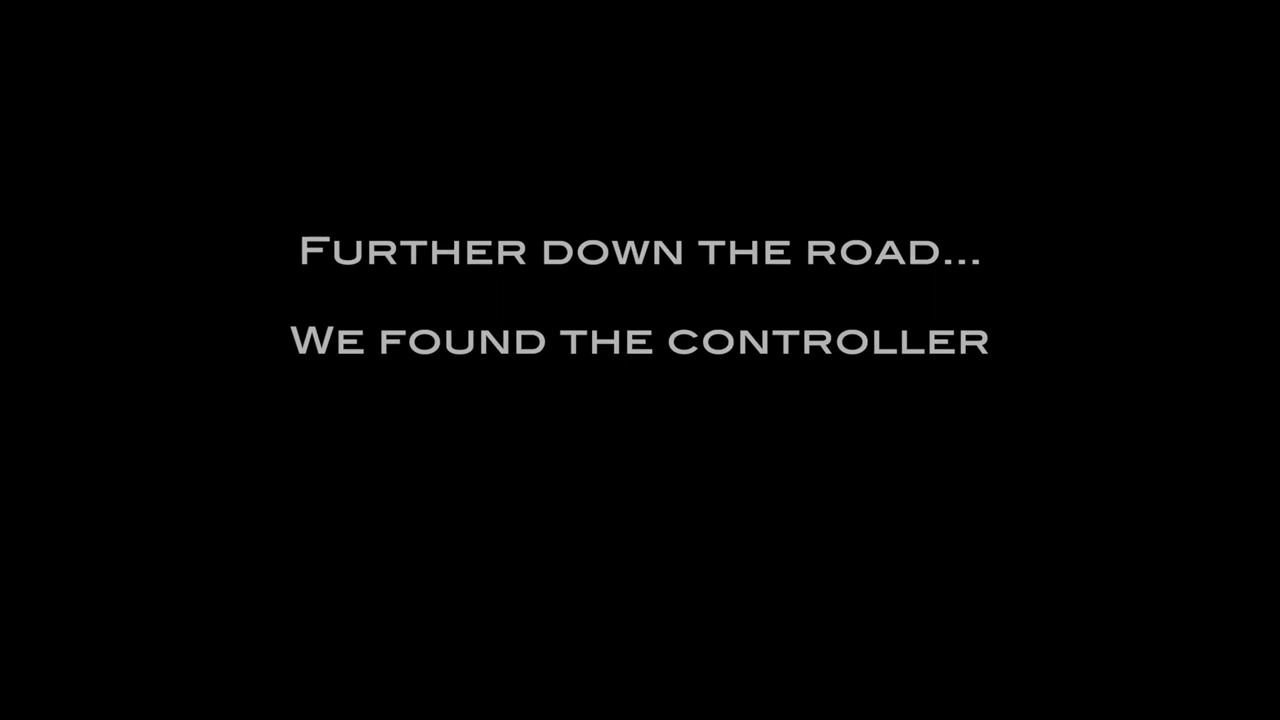 Further down the road...
We found the controller